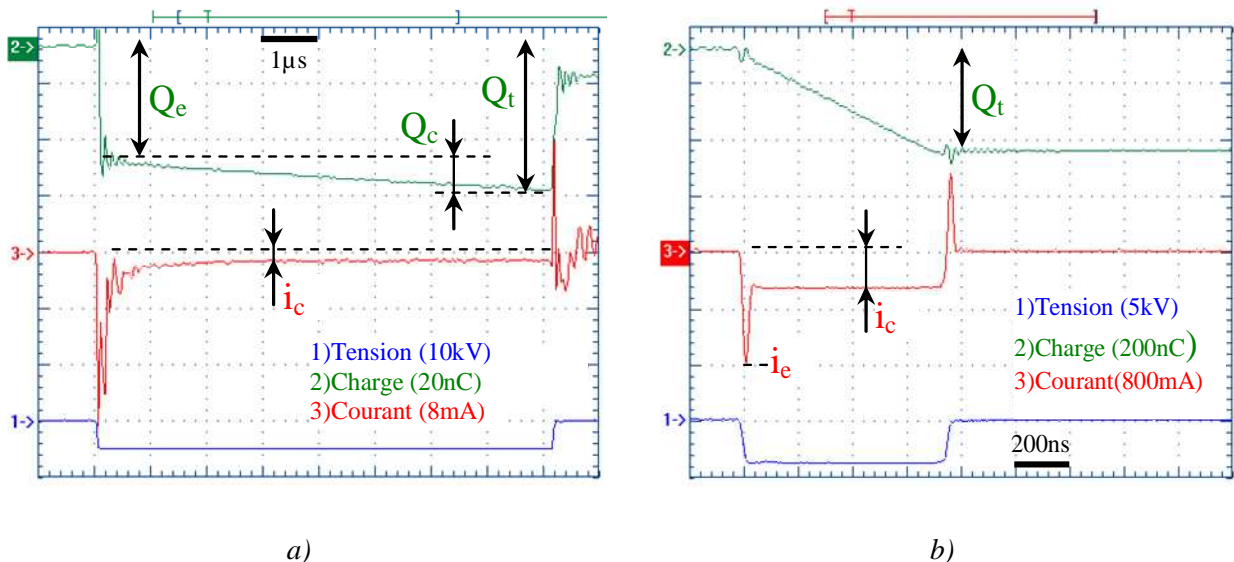 T
2->
1µs
Qe
Qc
Qt
3->
ic
1)Tension (10kV)
2)Charge (20nC)
3)Courant (8mA)
1->
a)
T
2->
Qt
3->
ic
ie
1)Tension (5kV)
2)Charge (200nC)
3)Courant(800mA)
1->
200ns
b)